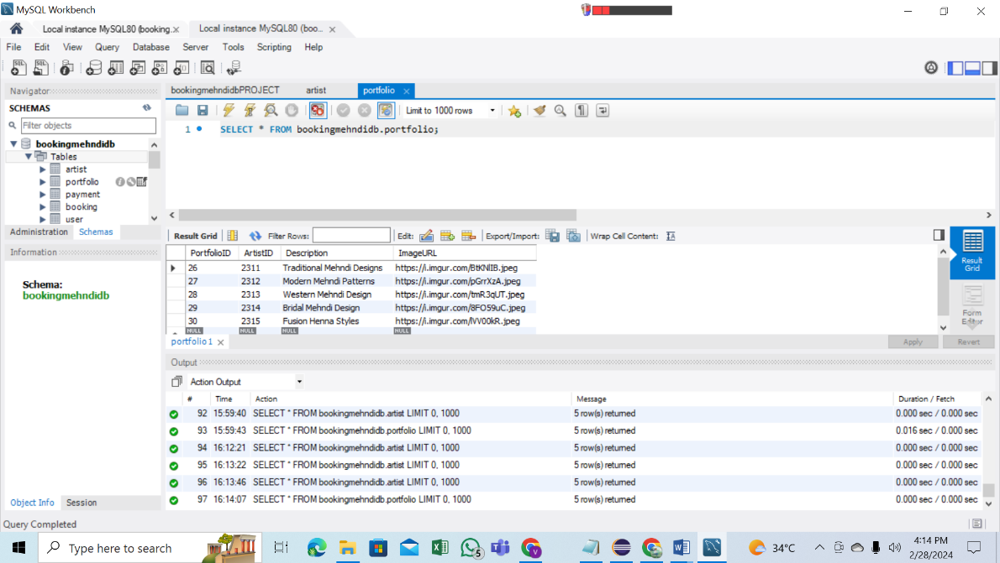 MySQL Workbench
Local instance MySQL80 (booking... x
Local instance MySQL80 (boo... x
File Edit View Query Database Server Tools Scripting Help
Navigator
SCHEMAS
Filter objects
bookingmehndidb
Tables
artist
portfolio
payment
booking
user
Administration Schemas
Information
Schema:
bookingmehndidb
Object Info Session
bookingmehndidbPROJECT artist portfolio x
Limit to 1000 rows
1 SELECT * FROM bookingmehndidb.portfolio;
Result Grid Filter Rows: Edit: Export/Import: Wrap Cell Content:
PortfolioID ArtistID Description ImageURL
26 2311 Traditional Mehndi Designs https://i.imgur.com/BtKNlIB.jpeg
27 2312 Modern Mehndi Patterns https://i.imgur.com/pGrrXzA.jpeg
28 2313 Western Mehndi Design https://i.imgur.com/tmR3qUT.jpeg
29 2314 Bridal Mehndi Design https://i.imgur.com/8FO59uC.jpeg
30 2315 Fusion Henna Styles https://i.imgur.com/lVV00kR.jpeg
NULL NULL NULL NULL
Result Grid
Form Editor
portfolio 1 x
Apply Revert
Output
Action Output
# Time Action Message Duration / Fetch
92 15:59:40 SELECT * FROM bookingmehndidb.artist LIMIT 0, 1000 5 row(s) returned 0.000 sec / 0.000 sec
93 15:59:43 SELECT * FROM bookingmehndidb.portfolio LIMIT 0, 1000 5 row(s) returned 0.016 sec / 0.000 sec
94 16:12:21 SELECT * FROM bookingmehndidb.artist LIMIT 0, 1000 5 row(s) returned 0.000 sec / 0.000 sec
95 16:13:22 SELECT * FROM bookingmehndidb.artist LIMIT 0, 1000 5 row(s) returned 0.000 sec / 0.000 sec
96 16:13:46 SELECT * FROM bookingmehndidb.artist LIMIT 0, 1000 5 row(s) returned 0.000 sec / 0.000 sec
97 16:14:07 SELECT * FROM bookingmehndidb.portfolio LIMIT 0, 1000 5 row(s) returned 0.000 sec / 0.000 sec
Query Completed
Type here to search
5
34°C
4:14 PM
2/28/2024